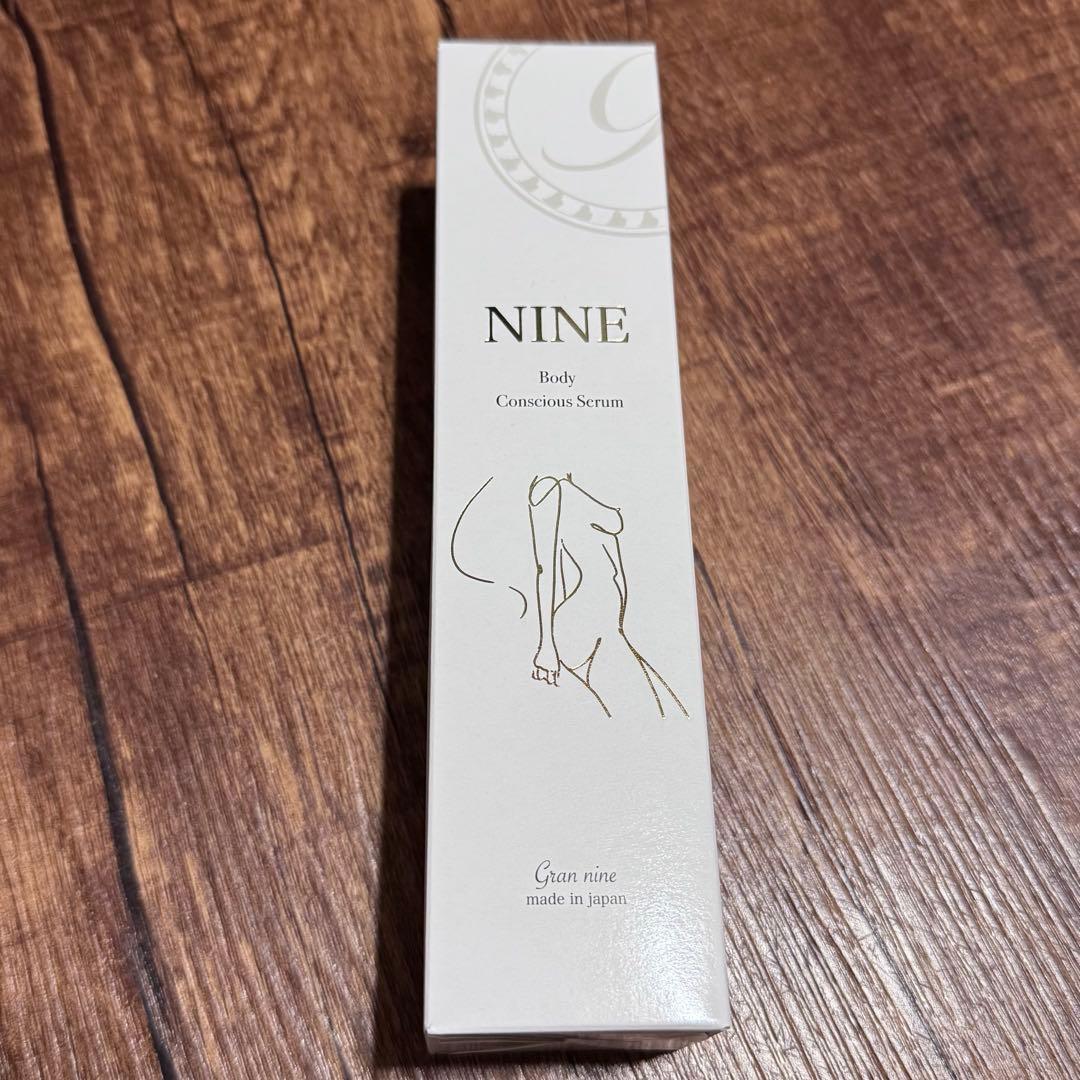 NINE
Body
Conscious Serum
Gran nine
made in japan